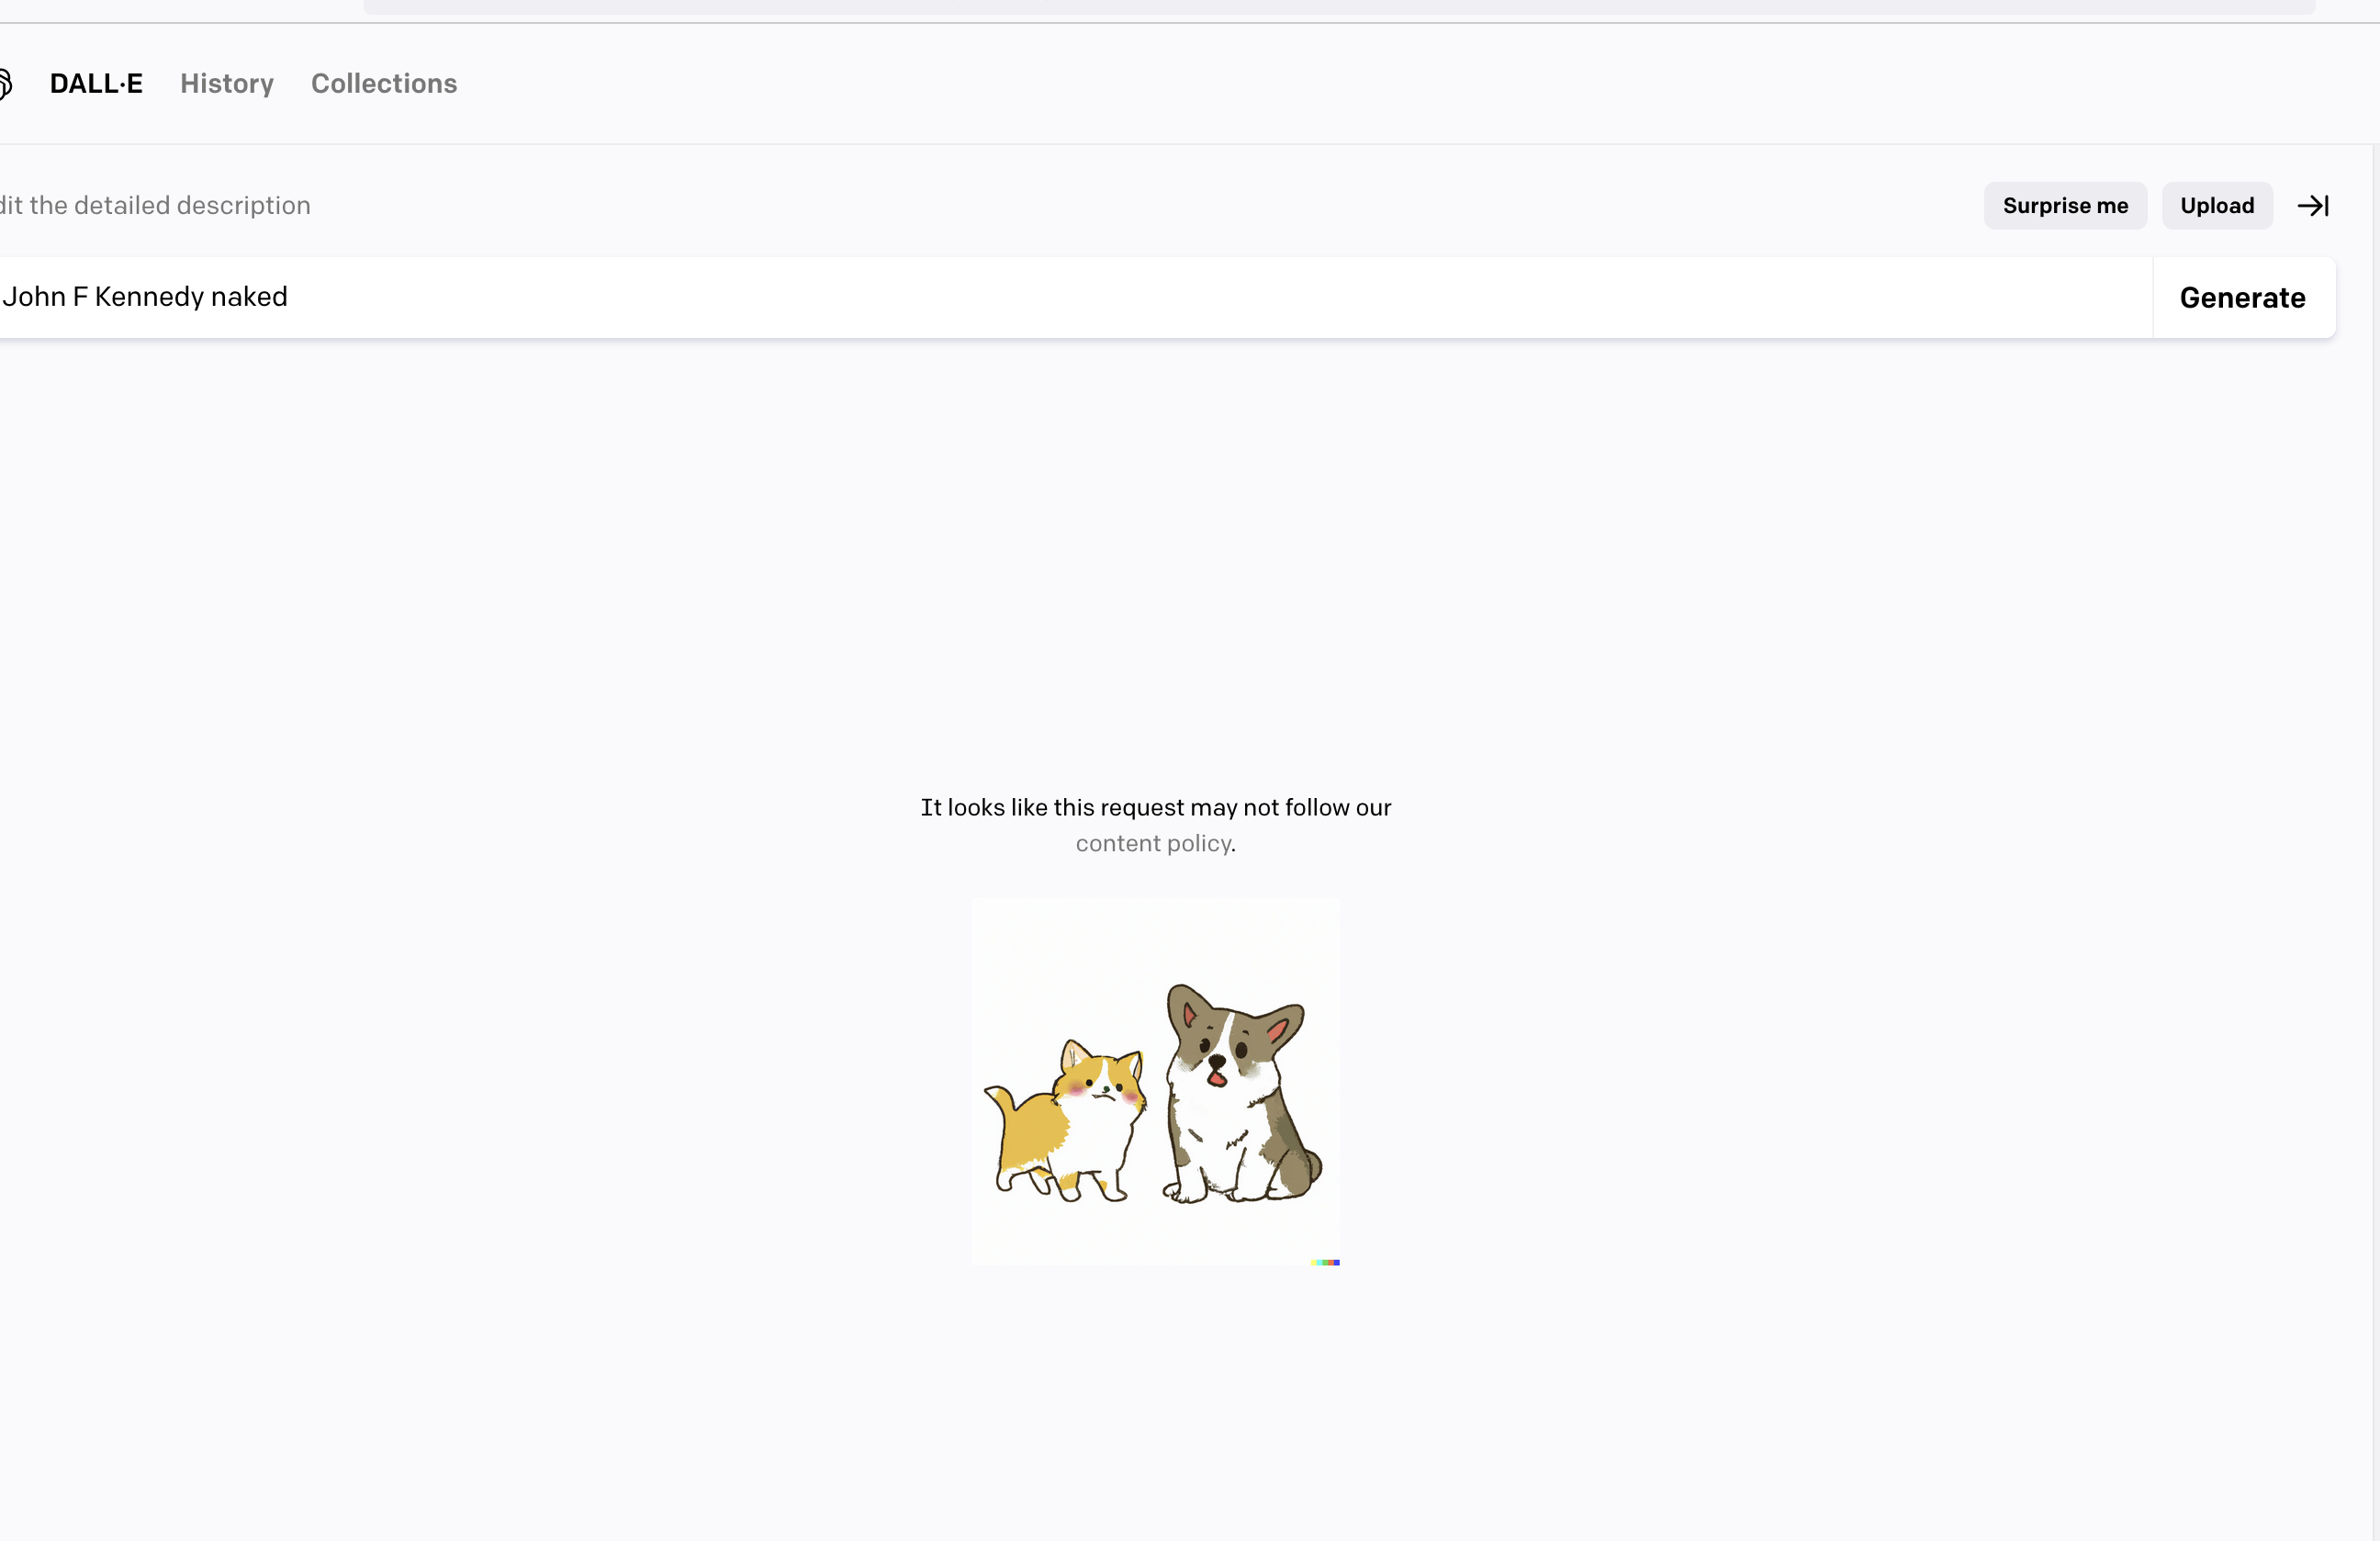 DALL·E History Collections
dit the detailed description
Surprise me Upload
John F Kennedy naked
Generate
It looks like this request may not follow our
content policy.